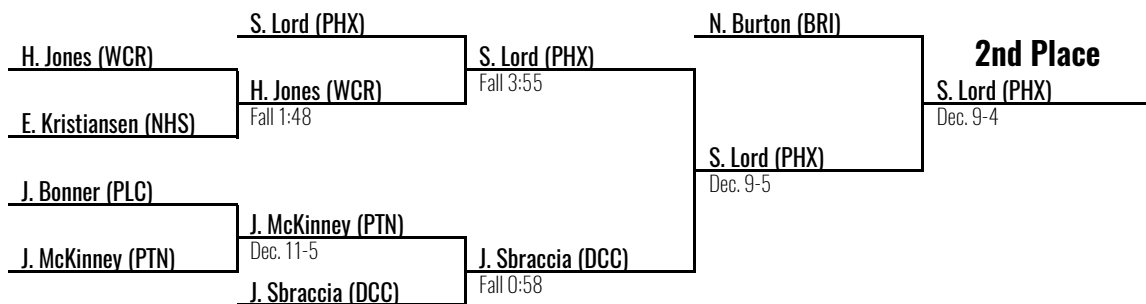 S. Lord (PHX)
N. Burton (BRI)
2nd Place
H. Jones (WCR)
S. Lord (PHX)
Fall 3:55
H. Jones (WCR)
Fall 1:48
S. Lord (PHX)
Dec. 9-4
E. Kristiansen (NHS)
S. Lord (PHX)
Dec. 9-5
J. Bonner (PLC)
J. McKinney (PTN)
Dec. 11-5
J. McKinney (PTN)
J. Sbraccia (DCC)
Fall 0:58
J. Sbraccia (DCC)